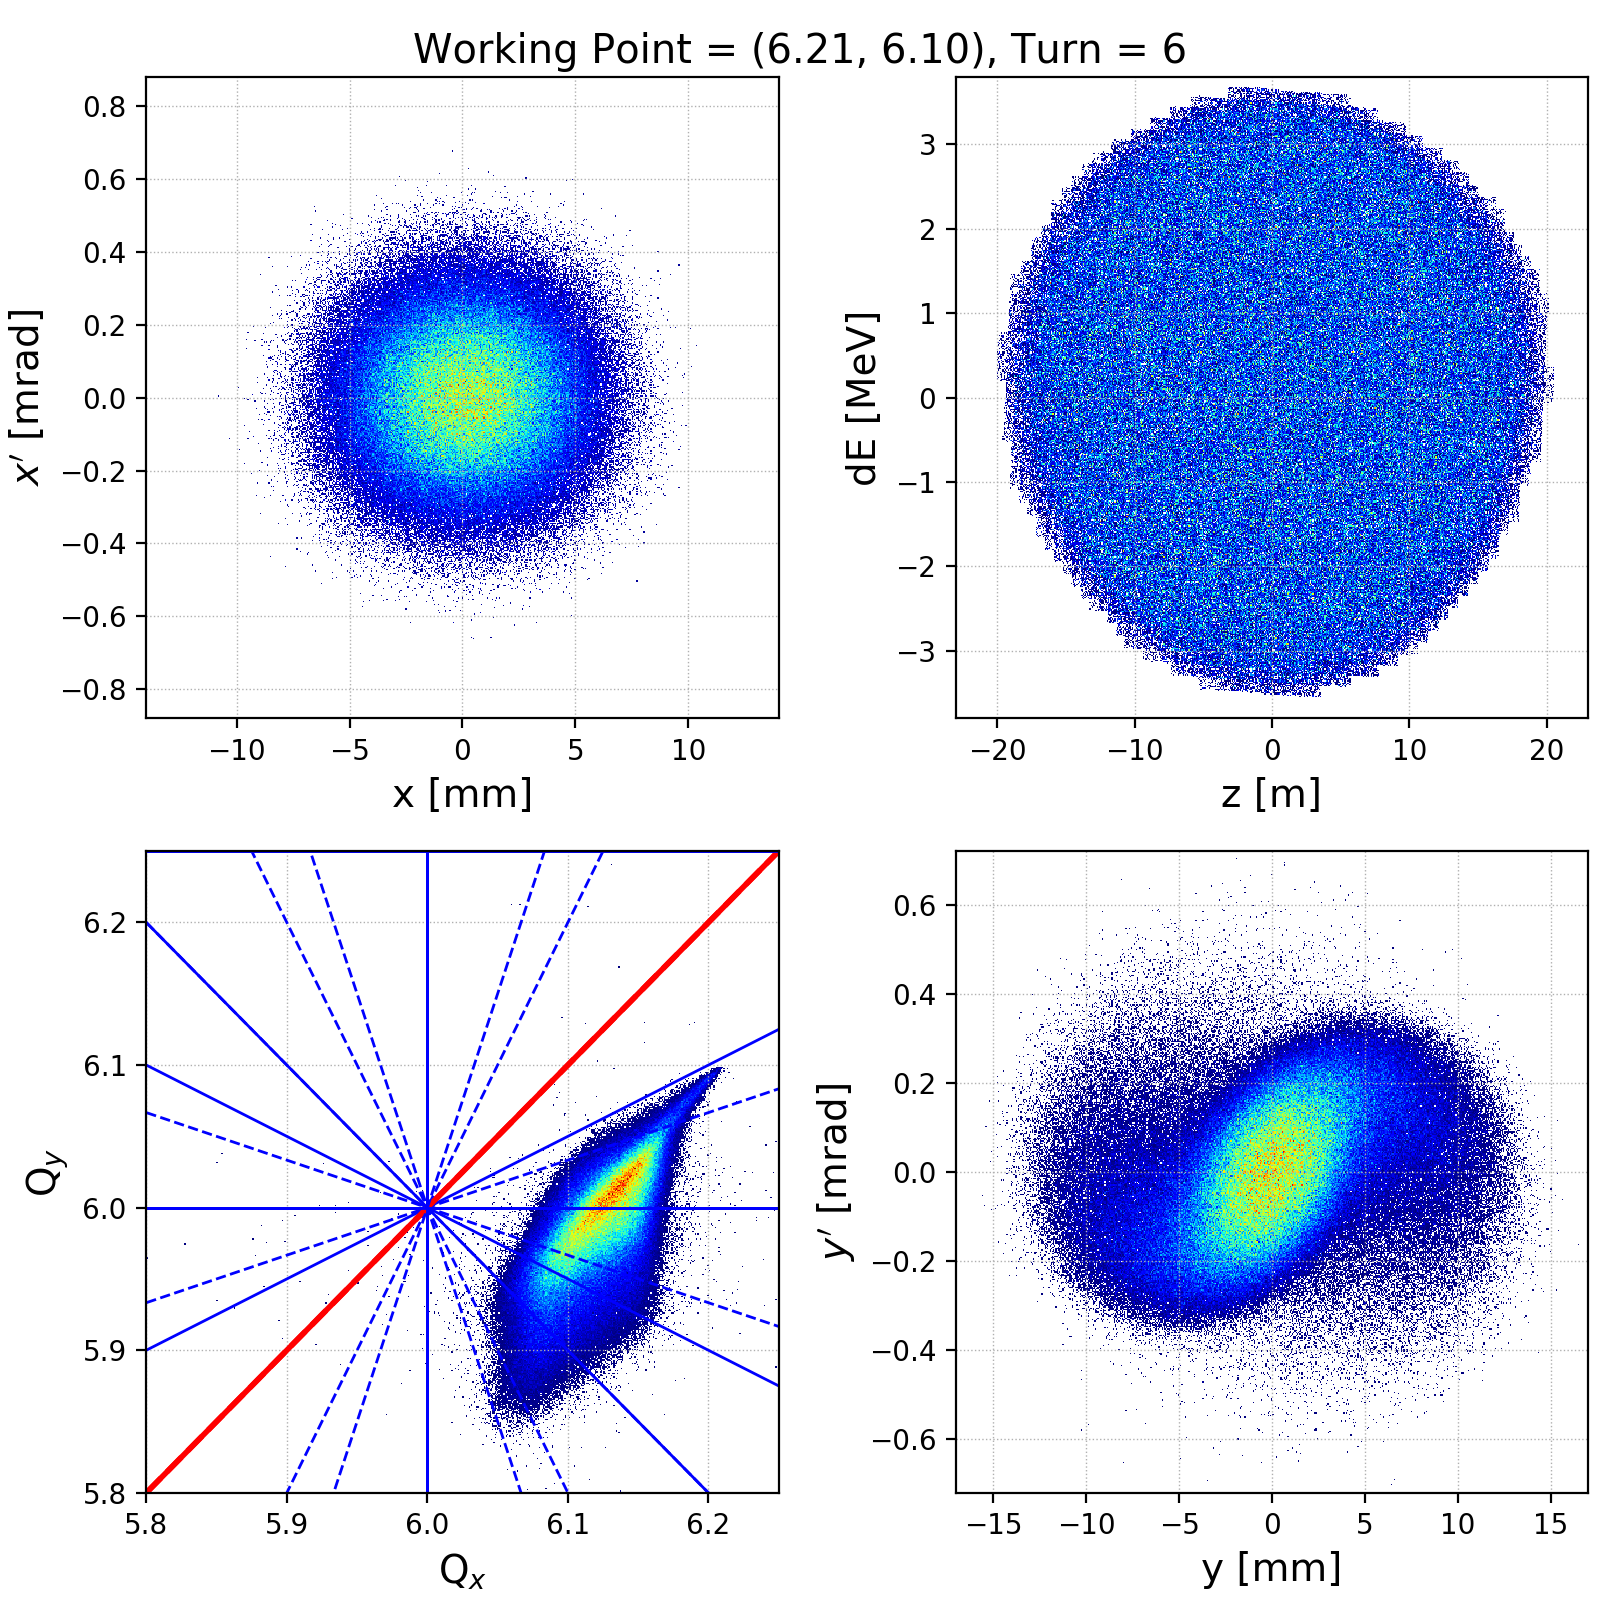 Working Point = (6.21, 6.10), Turn = 6
0.8
0.6
0.4
0.2
0.0
−0.2
−0.4
−0.6
−0.8
x′ [mrad]
−10 −5 0 5 10
x [mm]
3
2
1
0
−1
−2
−3
dE [MeV]
−20 −10 0 10 20
z [m]
6.2
6.1
6.0
5.9
5.8
Qy
5.8 5.9 6.0 6.1 6.2
Qx
0.6
0.4
0.2
0.0
−0.2
−0.4
−0.6
y′ [mrad]
−15 −10 −5 0 5 10 15
y [mm]